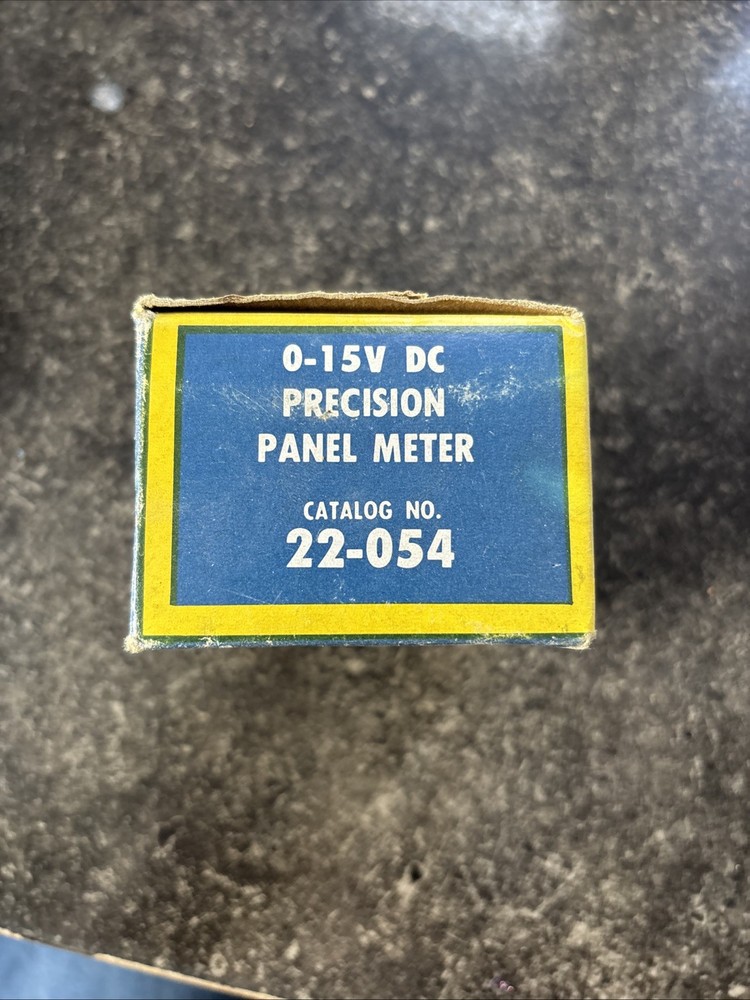 0-15V DC
PRECISION
PANEL METER
CATALOG NO.
22-054